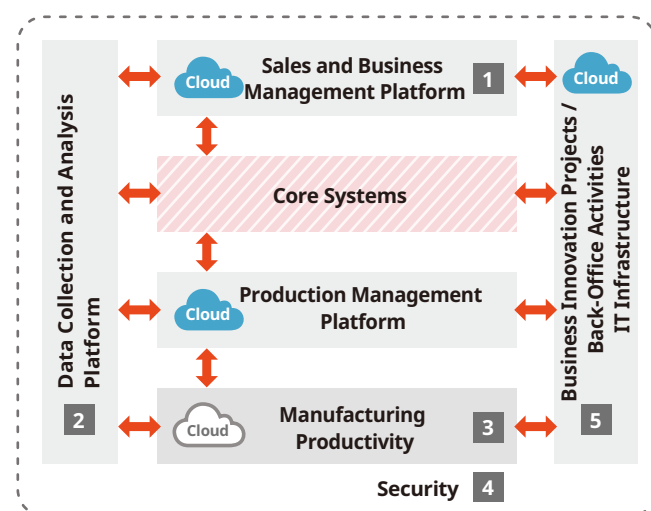 Cloud
Sales and Business
Management Platform
1
Cloud
Core Systems
Cloud
Production Management
Platform
Cloud
Manufacturing
Productivity
3
Data Collection and Analysis
Platform
2
Business Innovation Projects /
Back-Office Activities
IT Infrastructure
5
Security
4